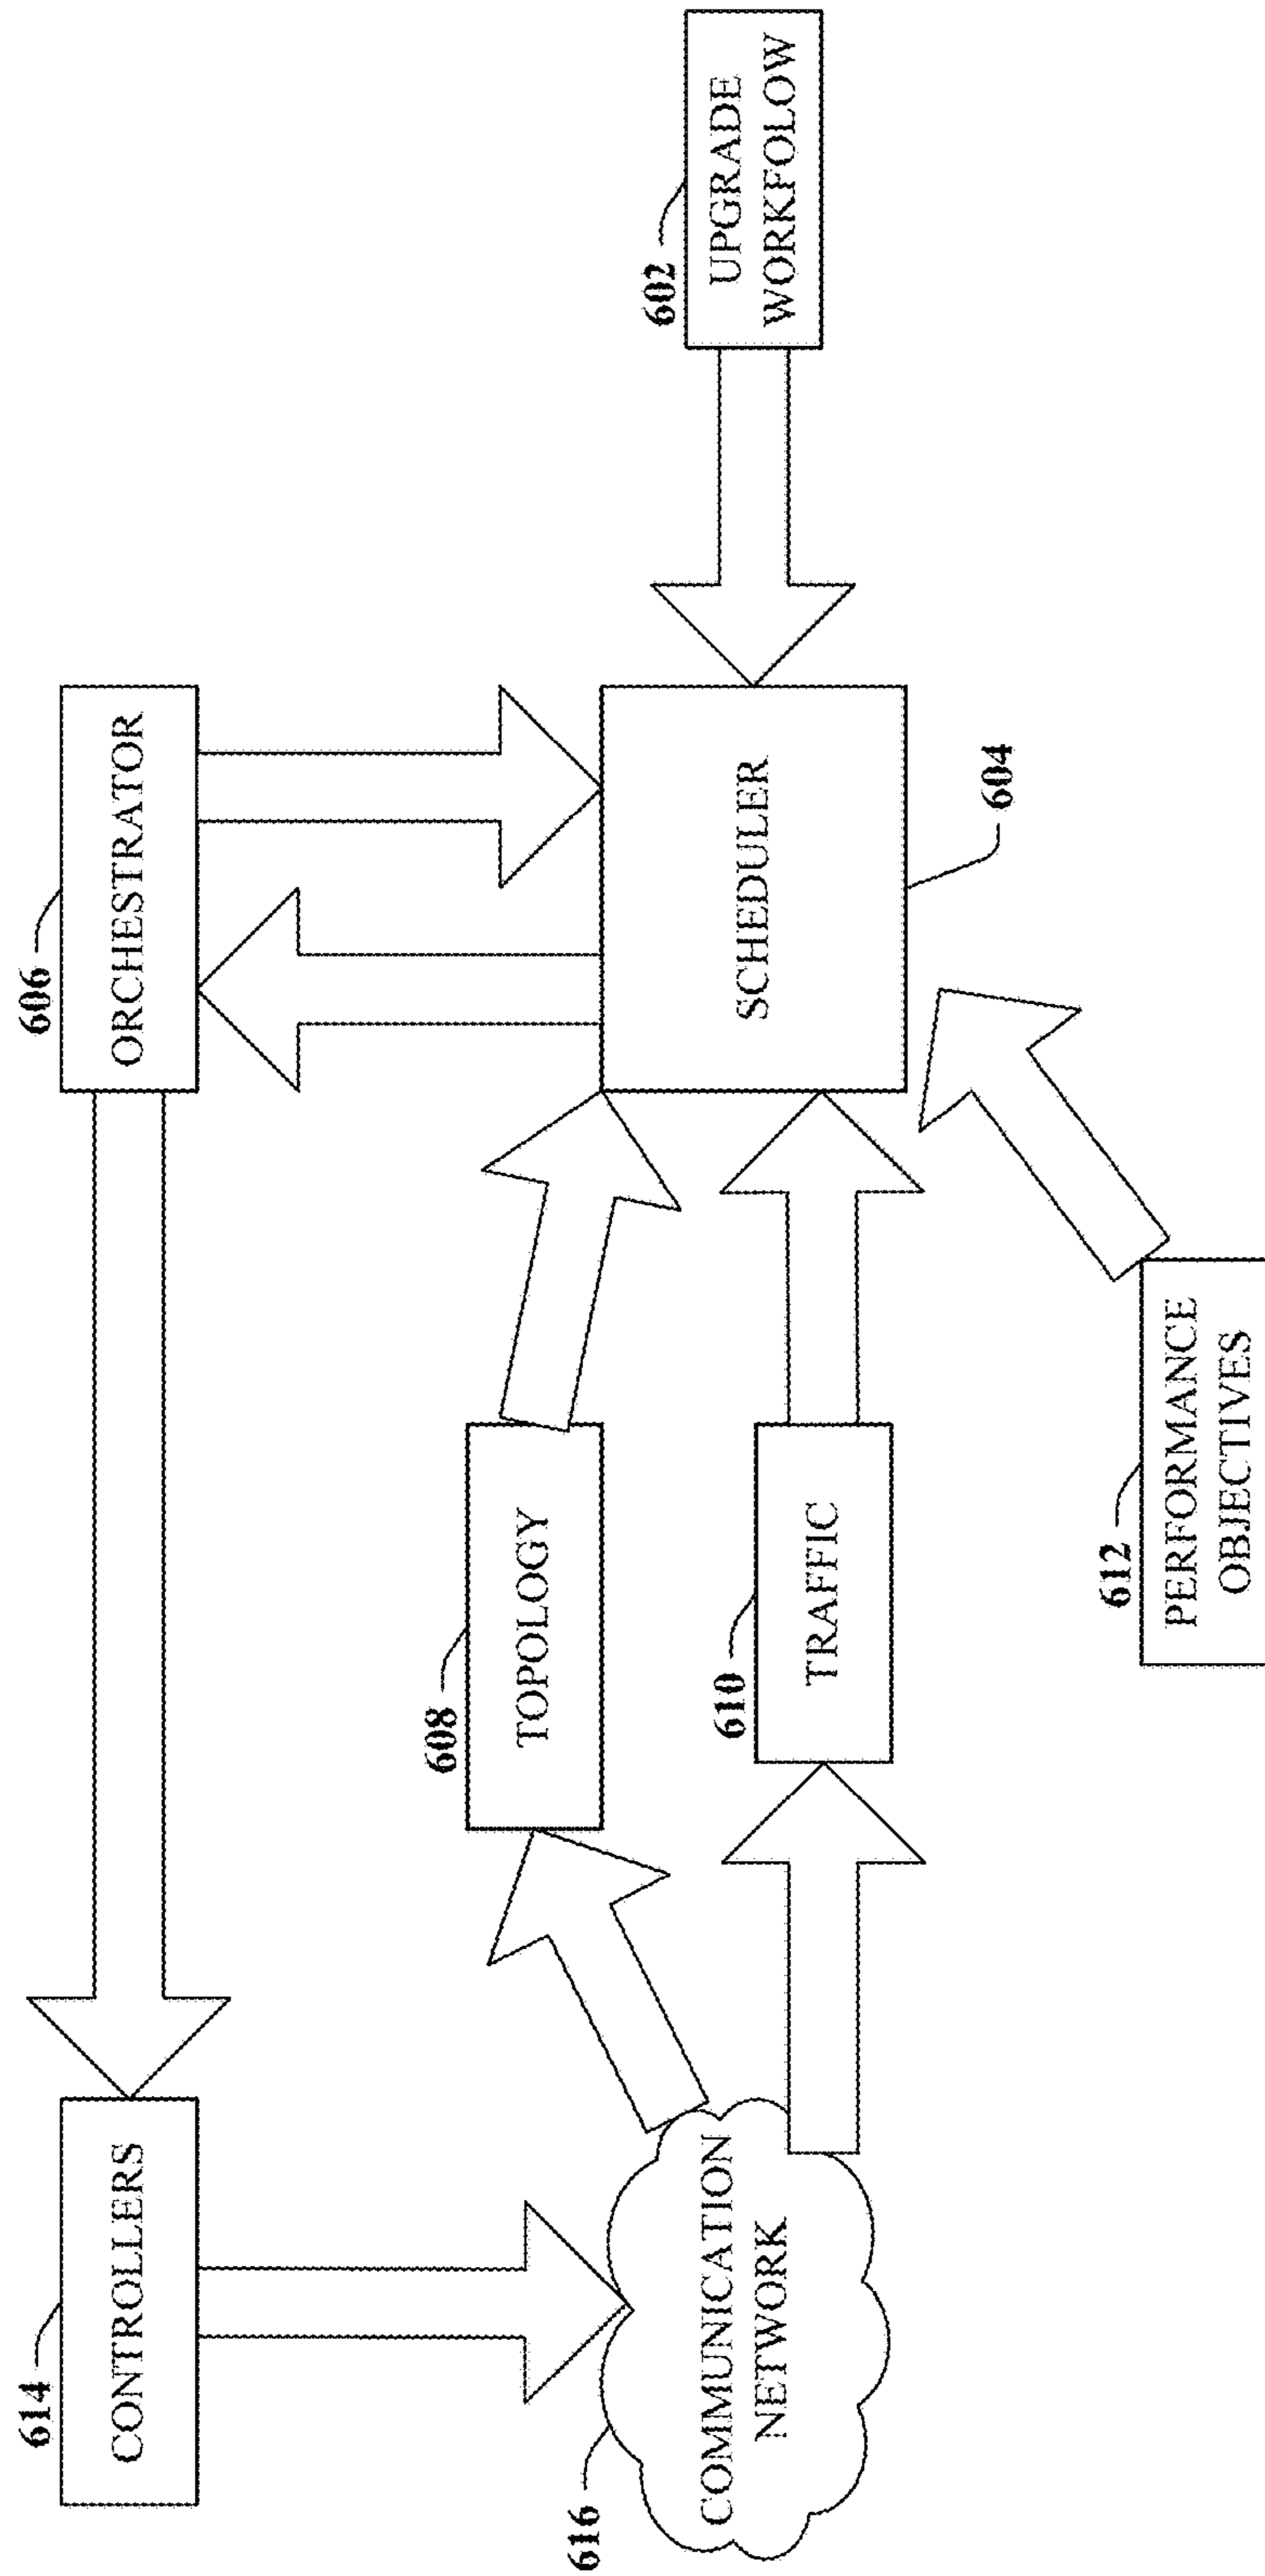 614
CONTROLLERS
606
ORCHESTRATOR
608
TOPOLOGY
616
COMMUNICATION
NETWORK
610
TRAFFIC
SCHEDULER
604
602
UPGRADE
WORKFOLOW
612
PERFORMANCE
OBJECTIVES